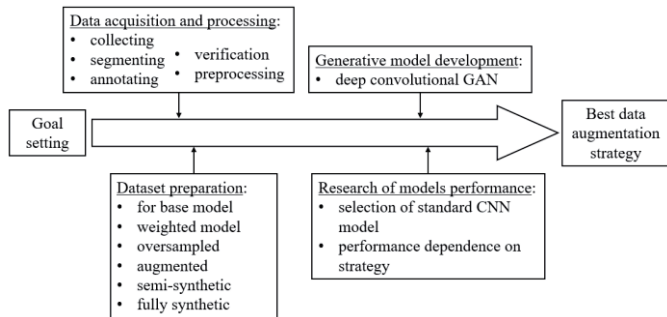 Data acquisition and processing:
• collecting
• segmenting
• annotating
• verification
• preprocessing
Generative model development:
• deep convolutional GAN
Goal
setting
Best data
augmentation
strategy
Dataset preparation:
• for base model
• weighted model
• oversampled
• augmented
• semi-synthetic
• fully synthetic
Research of models performance:
• selection of standard CNN
model
• performance dependence on
strategy